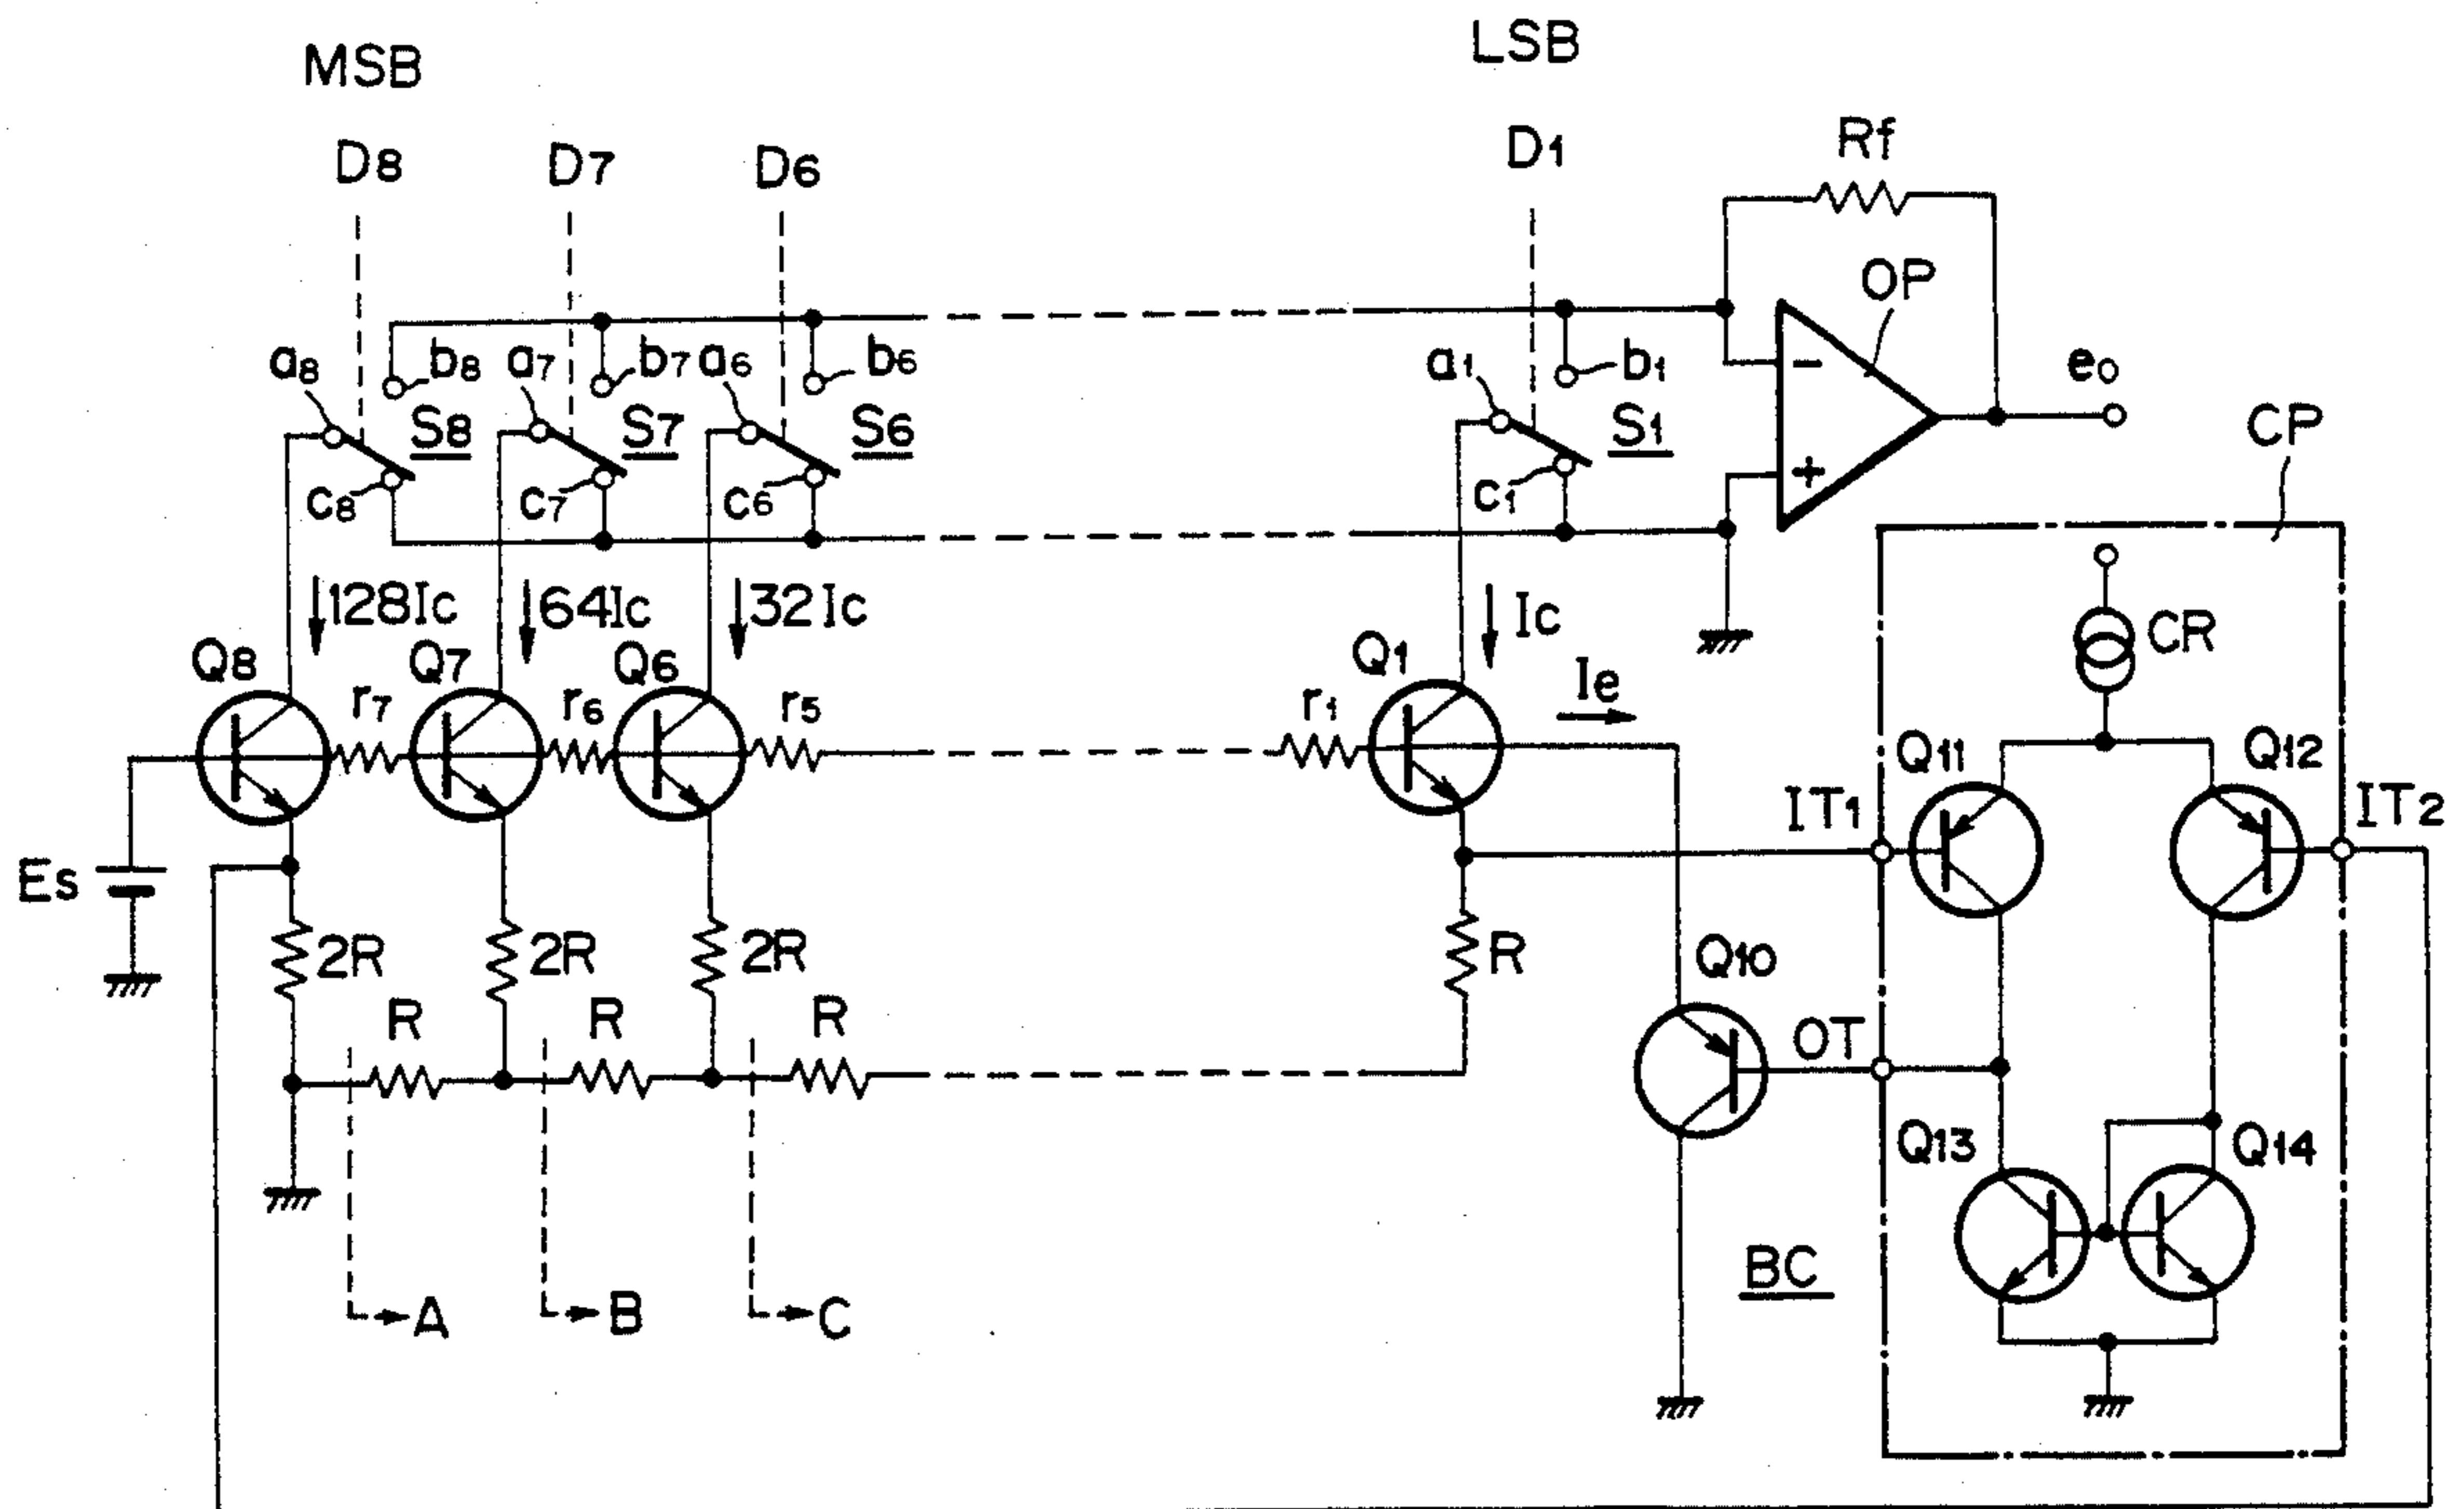 MSB
LSB
D8
D7
D6
D1
Rf
OP
a8
b8
a7
b7
a6
b6
a1
b1
eo
S8
S7
S6
S1
CP
c8
c7
c6
c1
128Ic
64Ic
32Ic
Ic
CR
Q8
Q7
Q6
Q1
r7
r6
r5
r1
Ie
Q11
Q12
IT1
IT2
Es
2R
2R
2R
R
Q10
R
R
R
OT
Q13
Q14
BC
A
B
C